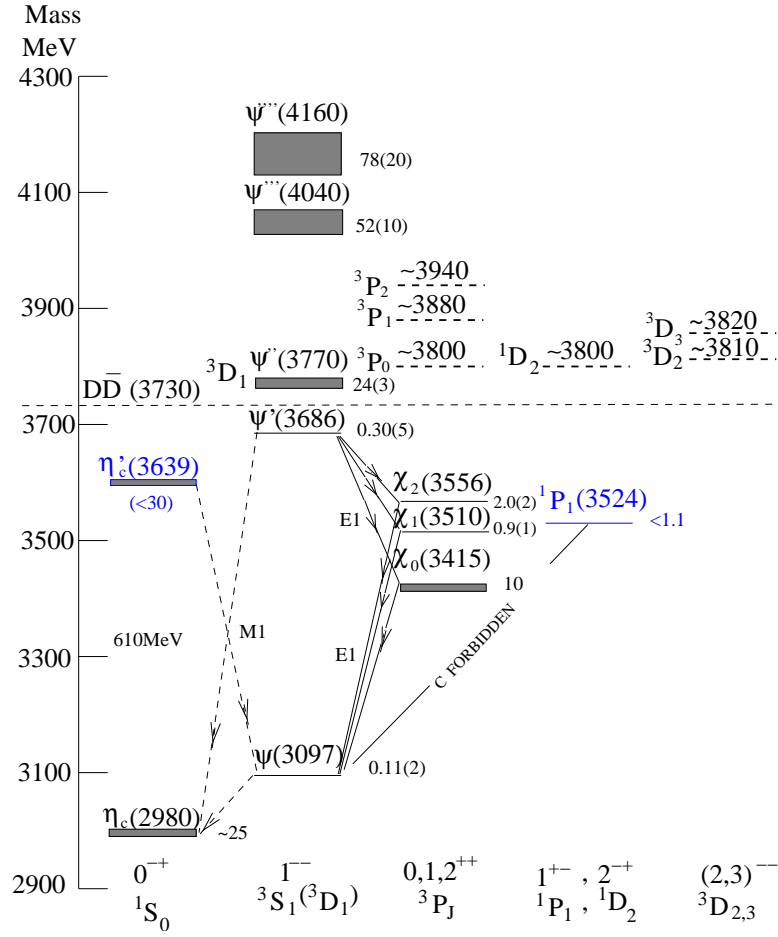 Mass
MeV
4300
4100
3900
3700
3500
3300
3100
2900
ψ''''(4160)
78(20)
ψ'''(4040)
52(10)
³P₂ ~3940
³P₁ ~3880
³P₀ ~3800
¹D₂ ~3800
³D₃ ~3820
³D₂ ~3810
³D₁ ψ''(3770)
24(3)
DD̅ (3730)
ψ'(3686)
0.30(5)
η'c(3639)
(<30)
χ₂(3556)
2.0(2)
χ₁(3510)
0.9(1)
χ₀(3415)
10
¹P₁(3524)
<1.1
E1
M1
E1
610MeV
C FORBIDDEN
ψ(3097)
0.11(2)
ηc(2980)
~25
0⁻⁺ 1⁻⁻ 0,1,2⁺⁺ 1⁺⁻ , 2⁻⁺ (2,3)⁻⁻
¹S₀ ³S₁(³D₁) ³P_J ¹P₁ , ¹D₂ ³D₂,₃